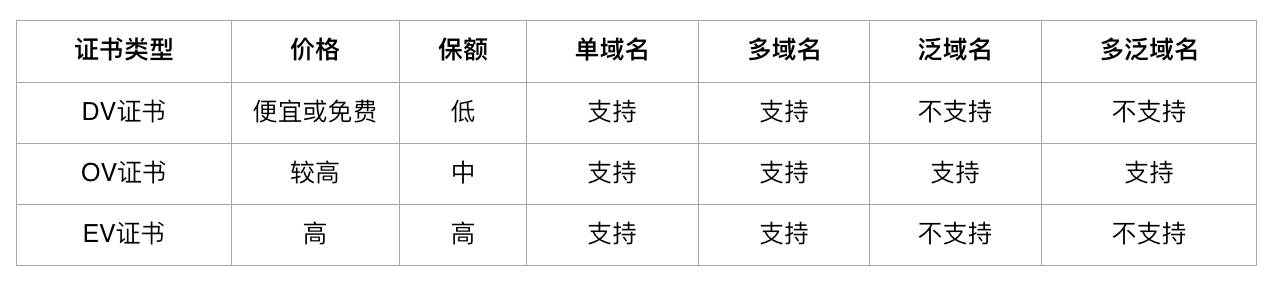 证书类型 价格 保额 单域名 多域名 泛域名 多泛域名
DV证书 便宜或免费 低 支持 支持 不支持 不支持
OV证书 较高 中 支持 支持 支持 支持
EV证书 高 高 支持 支持 不支持 不支持